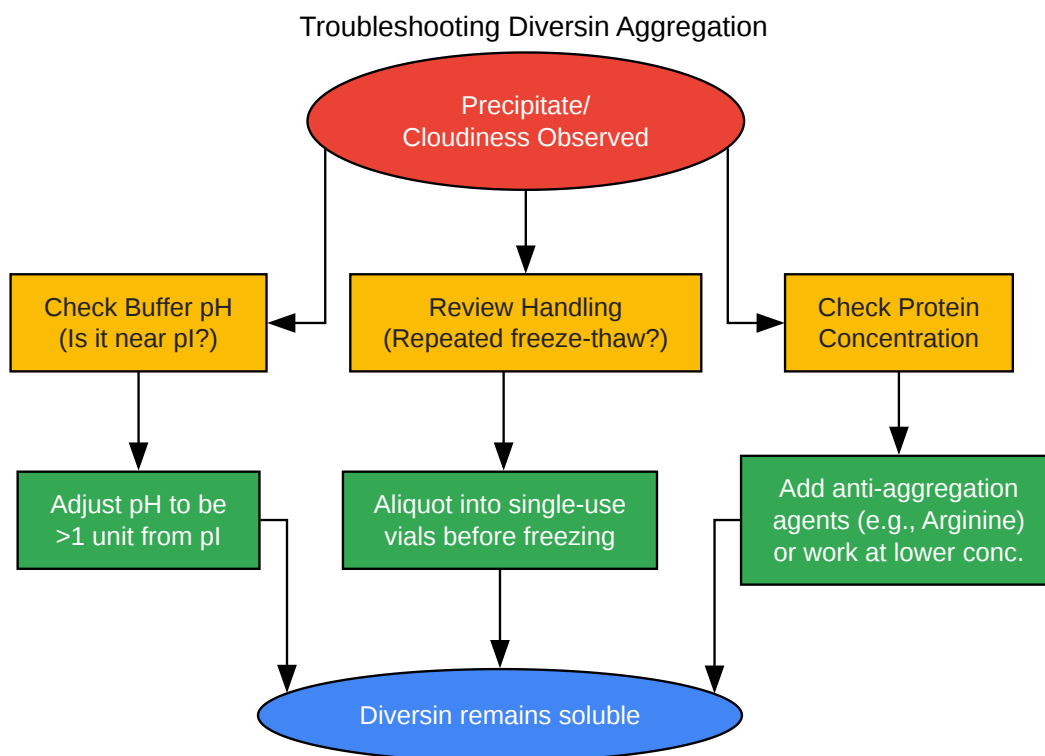 Troubleshooting Diversin Aggregation
Precipitate/
Cloudiness Observed
Check Buffer pH
(Is it near pI?)
Review Handling
(Repeated freeze-thaw?)
Check Protein
Concentration
Adjust pH to be
>1 unit from pI
Aliquot into single-use
vials before freezing
Add anti-aggregation
agents (e.g., Arginine)
or work at lower conc.
Diversin remains soluble